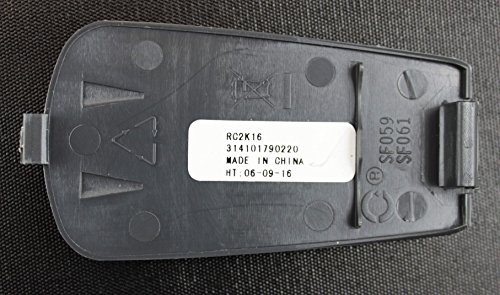 RC2K16
314101790220
MADE IN CHINA
HT:06-09-16
SF059
SF061
®